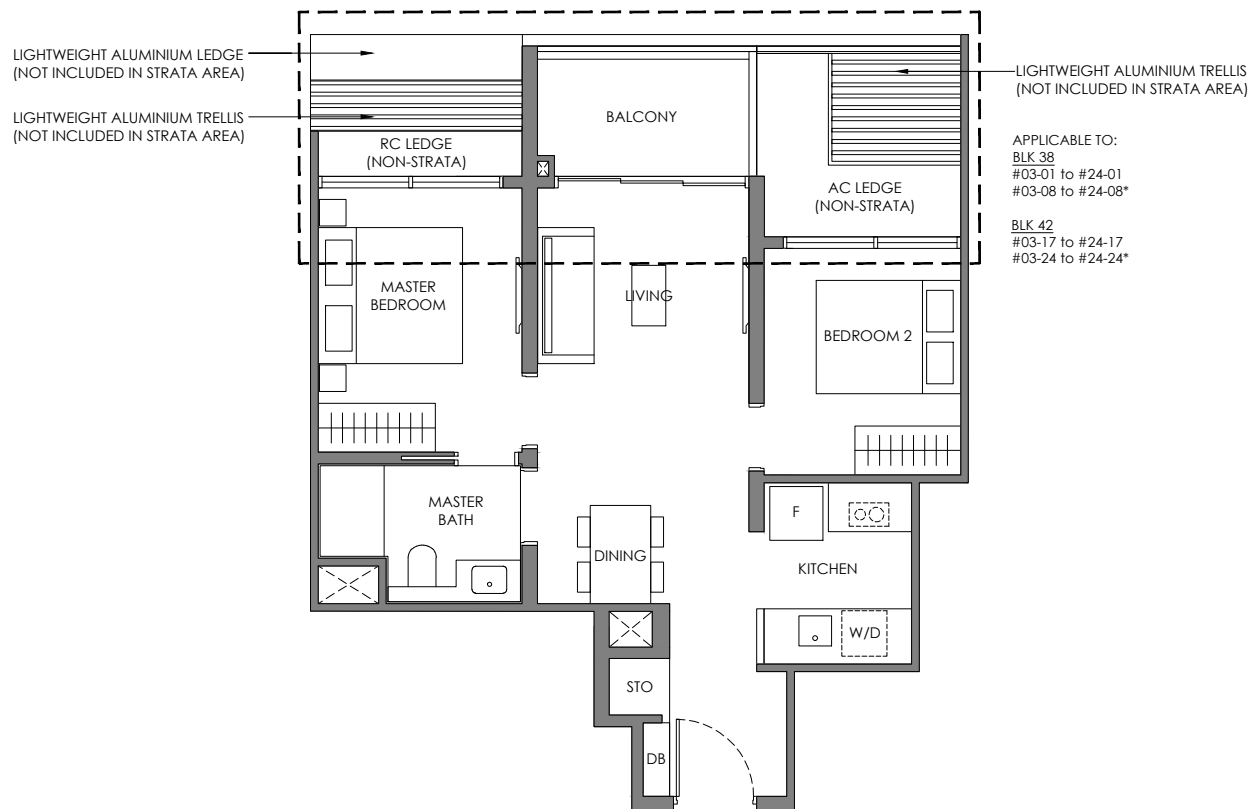 LIGHTWEIGHT ALUMINIUM LEDGE
(NOT INCLUDED IN STRATA AREA)
LIGHTWEIGHT ALUMINIUM TRELLIS
(NOT INCLUDED IN STRATA AREA)
LIGHTWEIGHT ALUMINIUM TRELLIS
(NOT INCLUDED IN STRATA AREA)
BALCONY
RC LEDGE
(NON-STRATA)
AC LEDGE
(NON-STRATA)
APPLICABLE TO:
BLK 38
#03-01 to #24-01
#03-08 to #24-08*
BLK 42
#03-17 to #24-17
#03-24 to #24-24*
MASTER
BEDROOM
LIVING
BEDROOM 2
MASTER
BATH
DINING
F
KITCHEN
W/D
STO
DB